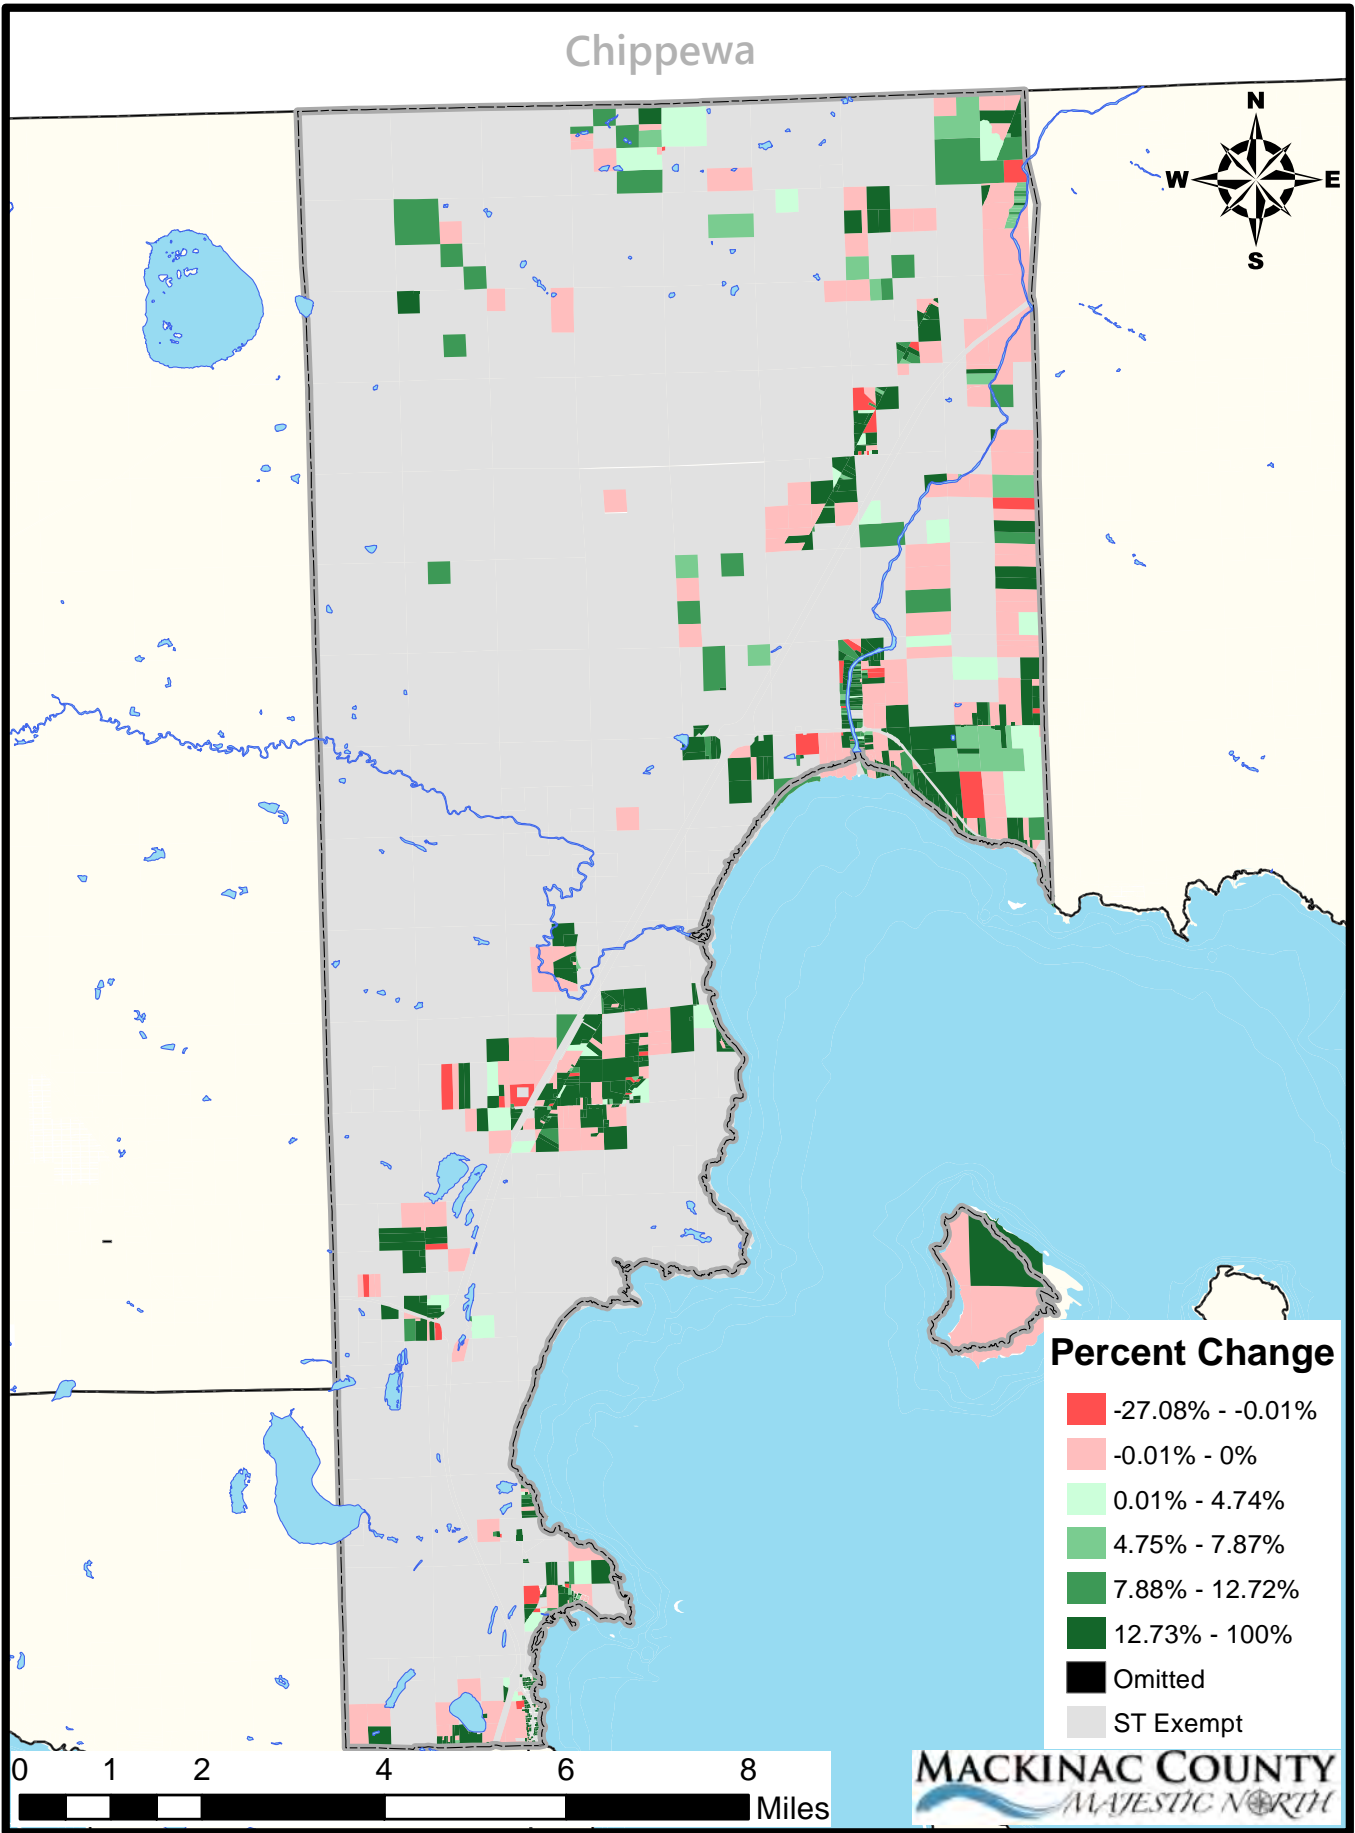 Chippewa
N
W E
S
Percent Change
-27.08% - -0.01%
-0.01% - 0%
0.01% - 4.74%
4.75% - 7.87%
7.88% - 12.72%
12.73% - 100%
Omitted
ST Exempt
0 1 2 4 6 8
Miles
MACKINAC COUNTY
MAJESTIC NORTH